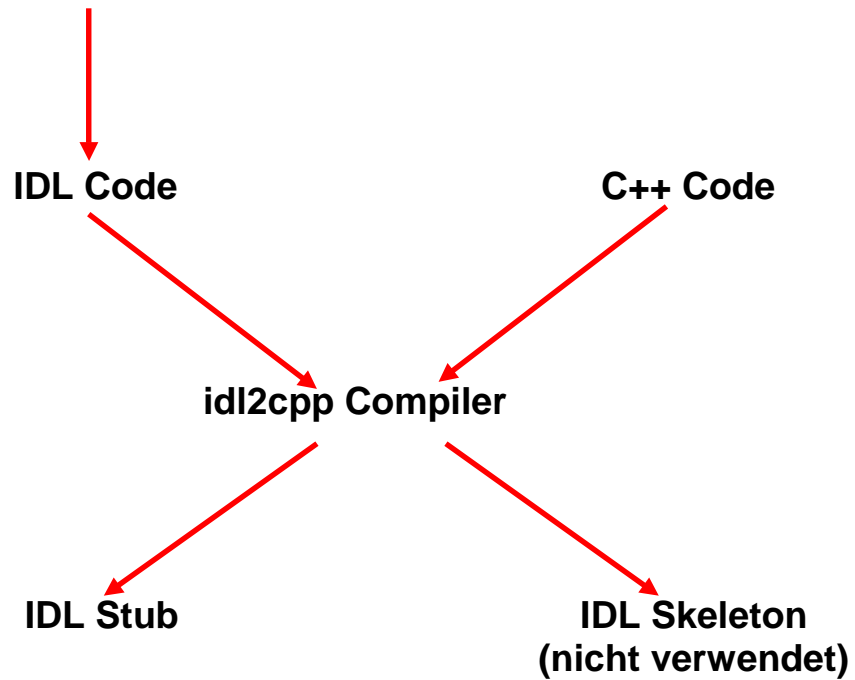 IDL Code
C++ Code
idl2cpp Compiler
IDL Stub
IDL Skeleton
(nicht verwendet)